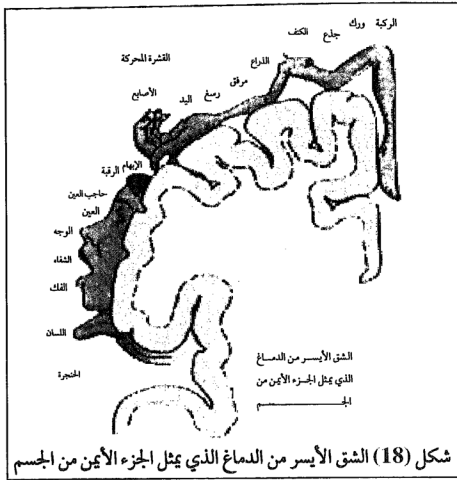 الركبة
ورك
جذع
الكتف
الذراع
مرفق
رسغ
اليد
القشرة المحركة
الأصابع
الإبهام
الرقبة
حاجب العين
العين
الوجه
الشفاه
الفك
اللسان
الحنجرة
الشق الأيسر من الدماغ
الذي يمثل الجزء الأيمن من
الجسم
شكل (18) الشق الأيسر من الدماغ الذي يمثل الجزء الأيمن من الجسم